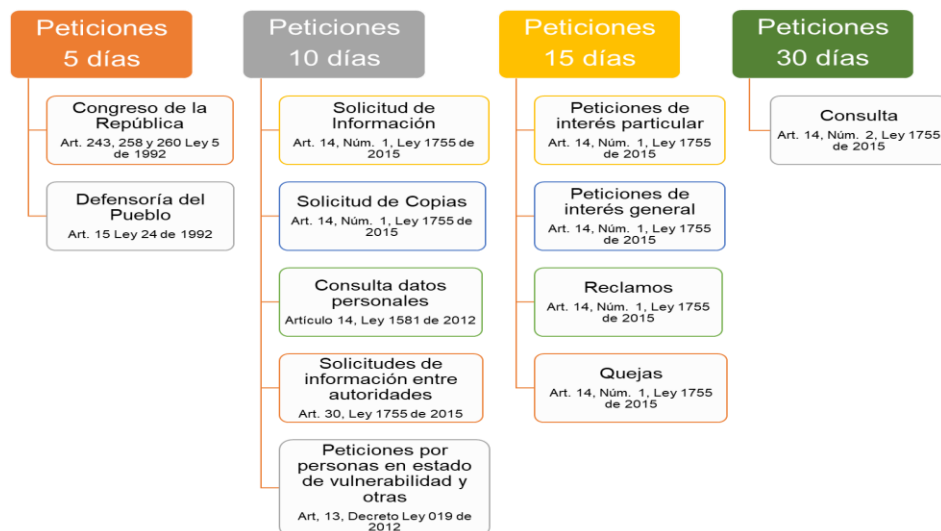 Peticiones
5 días
Congreso de la
República
Art. 243, 258 y 260 Ley 5
de 1992
Defensoría del
Pueblo
Art. 15 Ley 24 de 1992
Peticiones
10 días
Solicitud de
Información
Art. 14, Núm. 1, Ley 1755 de
2015
Solicitud de Copias
Art. 14, Núm. 1, Ley 1755 de
2015
Consulta datos
personales
Artículo 14, Ley 1581 de 2012
Solicitudes de
información entre
autoridades
Art. 30, Ley 1755 de 2015
Peticiones por
personas en estado
de vulnerabilidad y
otras
Art, 13, Decreto Ley 019 de
2012
Peticiones
15 días
Peticiones de
interés particular
Art. 14, Núm. 1, Ley 1755
de 2015
Peticiones de
interés general
Art. 14, Núm. 1, Ley 1755
de 2015
Reclamos
Art. 14, Núm. 1, Ley 1755
de 2015
Quejas
Art. 14, Núm. 1, Ley 1755
de 2015
Peticiones
30 días
Consulta
Art. 14, Núm. 2, Ley 1755
de 2015